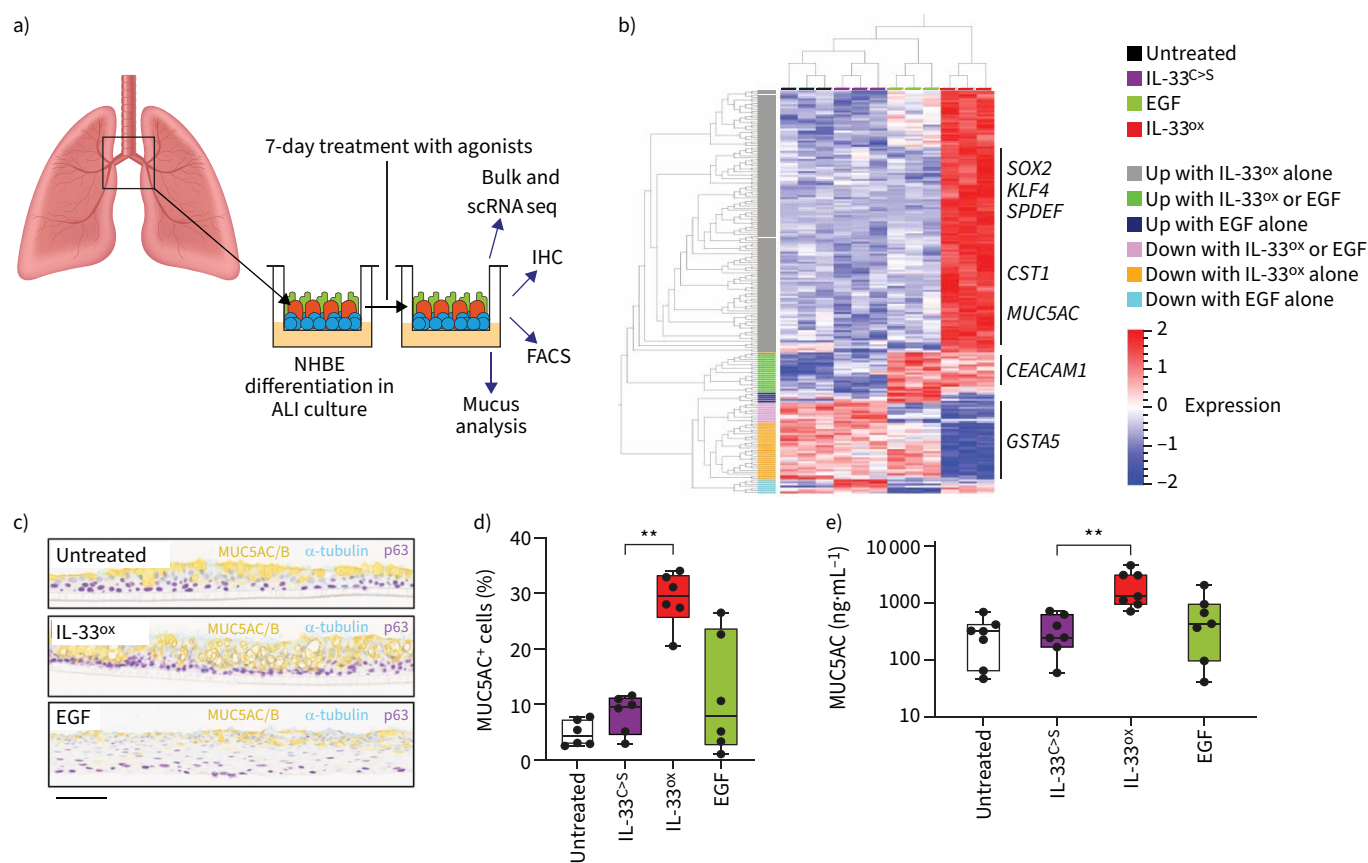 a)
7-day treatment with agonists
Bulk and
scRNA seq
IHC
FACS
NHBE
differentiation in
ALI culture
Mucus
analysis
b)
Untreated
IL-33C>S
EGF
IL-33ox
Up with IL-33ox alone
Up with IL-33ox or EGF
Up with EGF alone
Down with IL-33ox or EGF
Down with IL-33ox alone
Down with EGF alone
SOX2
KLF4
SPDEF
CST1
MUC5AC
CEACAM1
GSTA5
2
1
0
−1
−2
Expression
c)
Untreated
MUC5AC/B α-tubulin p63
IL-33ox
MUC5AC/B α-tubulin p63
EGF
MUC5AC/B α-tubulin p63
d)
MUC5AC+ cells (%)
40
30
20
10
0
**
Untreated
IL-33C>S
IL-33ox
EGF
e)
MUC5AC (ng·mL−1)
10 000
1000
100
10
**
Untreated
IL-33C>S
IL-33ox
EGF